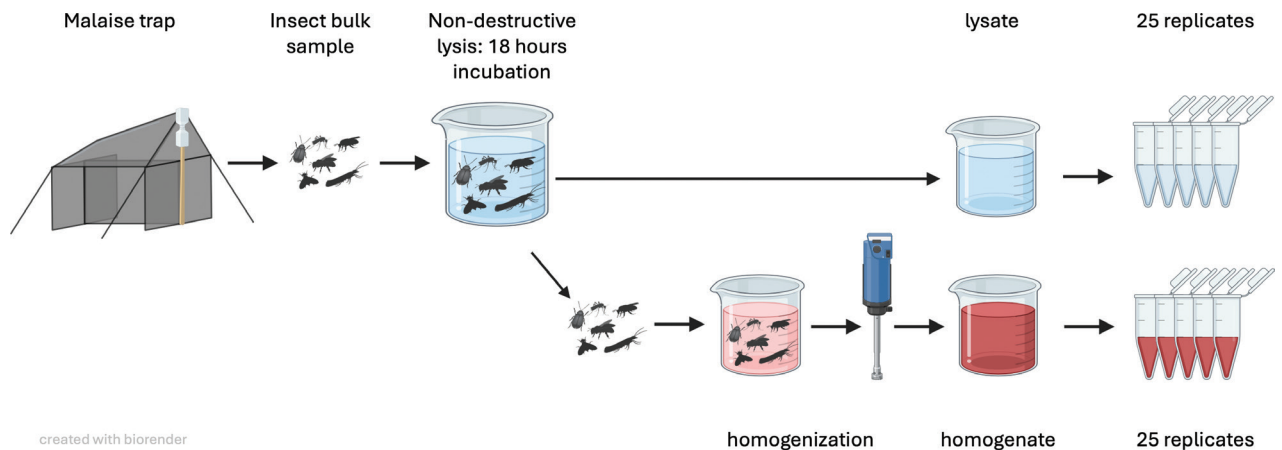 Malaise trap
Insect bulk
sample
Non-destructive
lysis: 18 hours
incubation
lysate
25 replicates
homogenization
homogenate
25 replicates
created with biorender